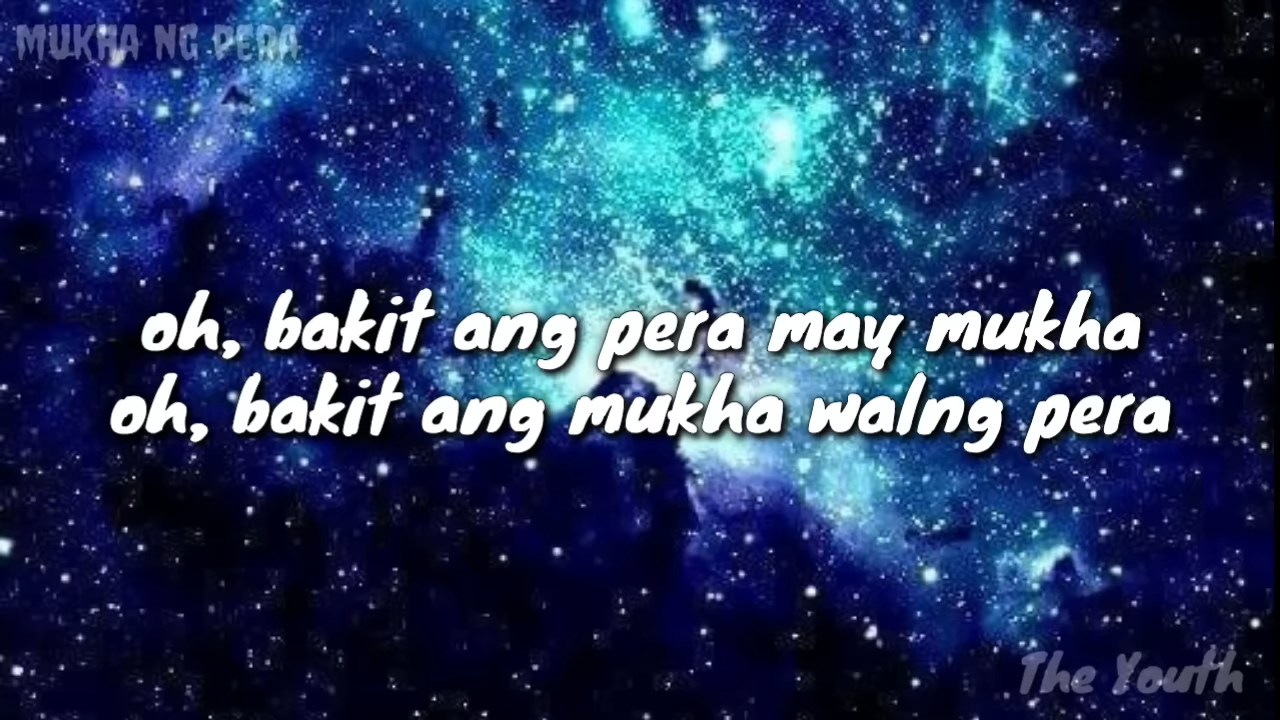 MUKHA NG PERA
oh, bakit ang pera may mukha
oh, bakit ang mukha walng pera
The Youth